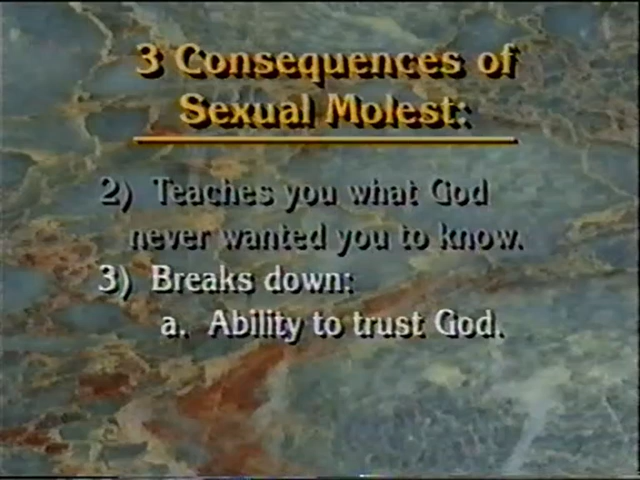 3 Consequences of
Sexual Molest:
2) Teaches you what God
never wanted you to know.
3) Breaks down:
a. Ability to trust God.